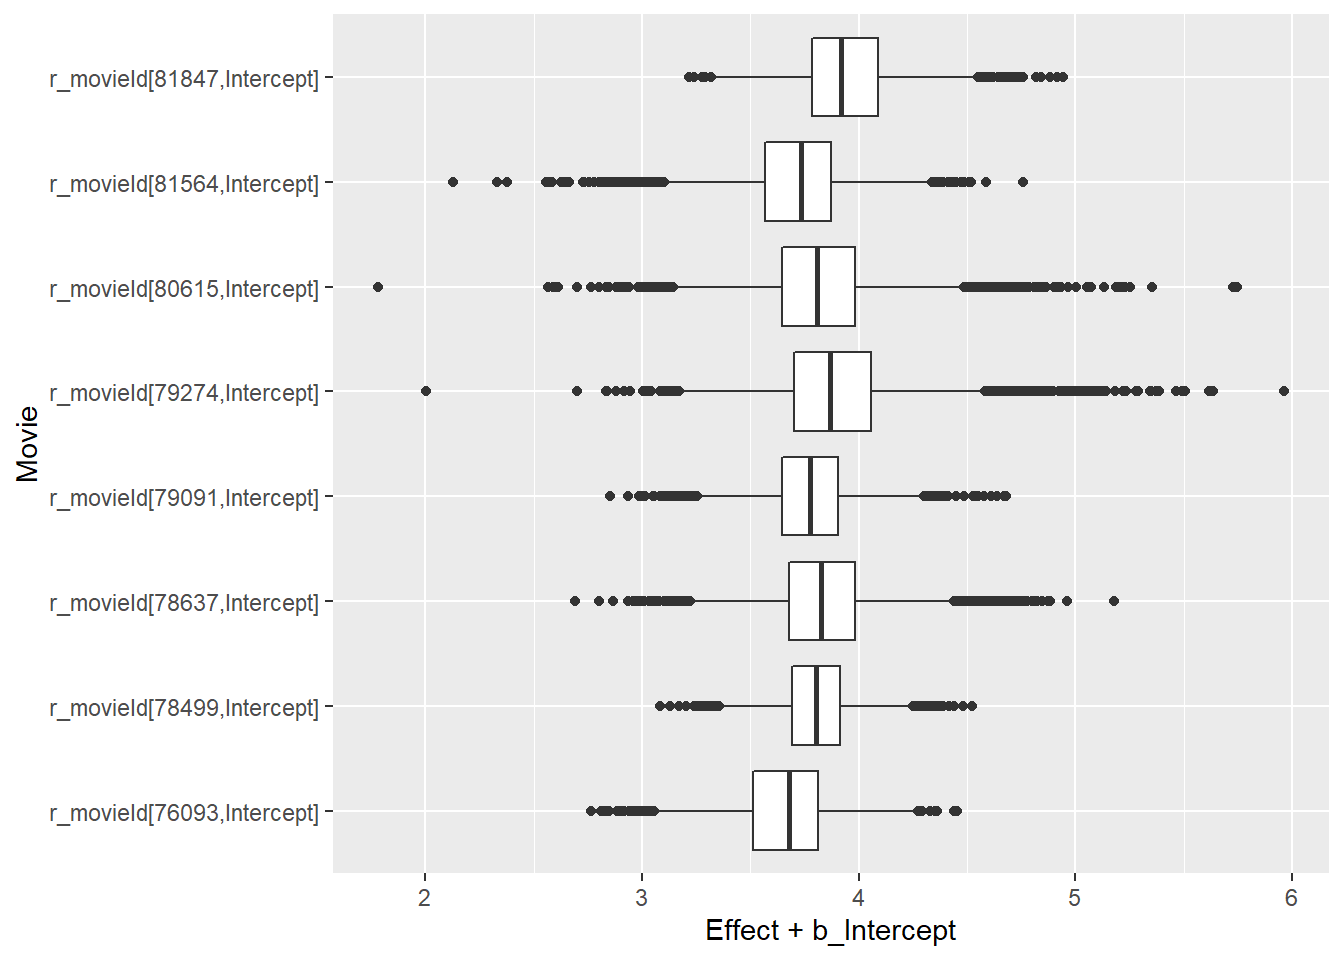 r_movieId[81847,Intercept]
r_movieId[81564,Intercept]
r_movieId[80615,Intercept]
r_movieId[79274,Intercept]
r_movieId[79091,Intercept]
r_movieId[78637,Intercept]
r_movieId[78499,Intercept]
r_movieId[76093,Intercept]
Movie
2 3 4 5 6
Effect + b_Intercept